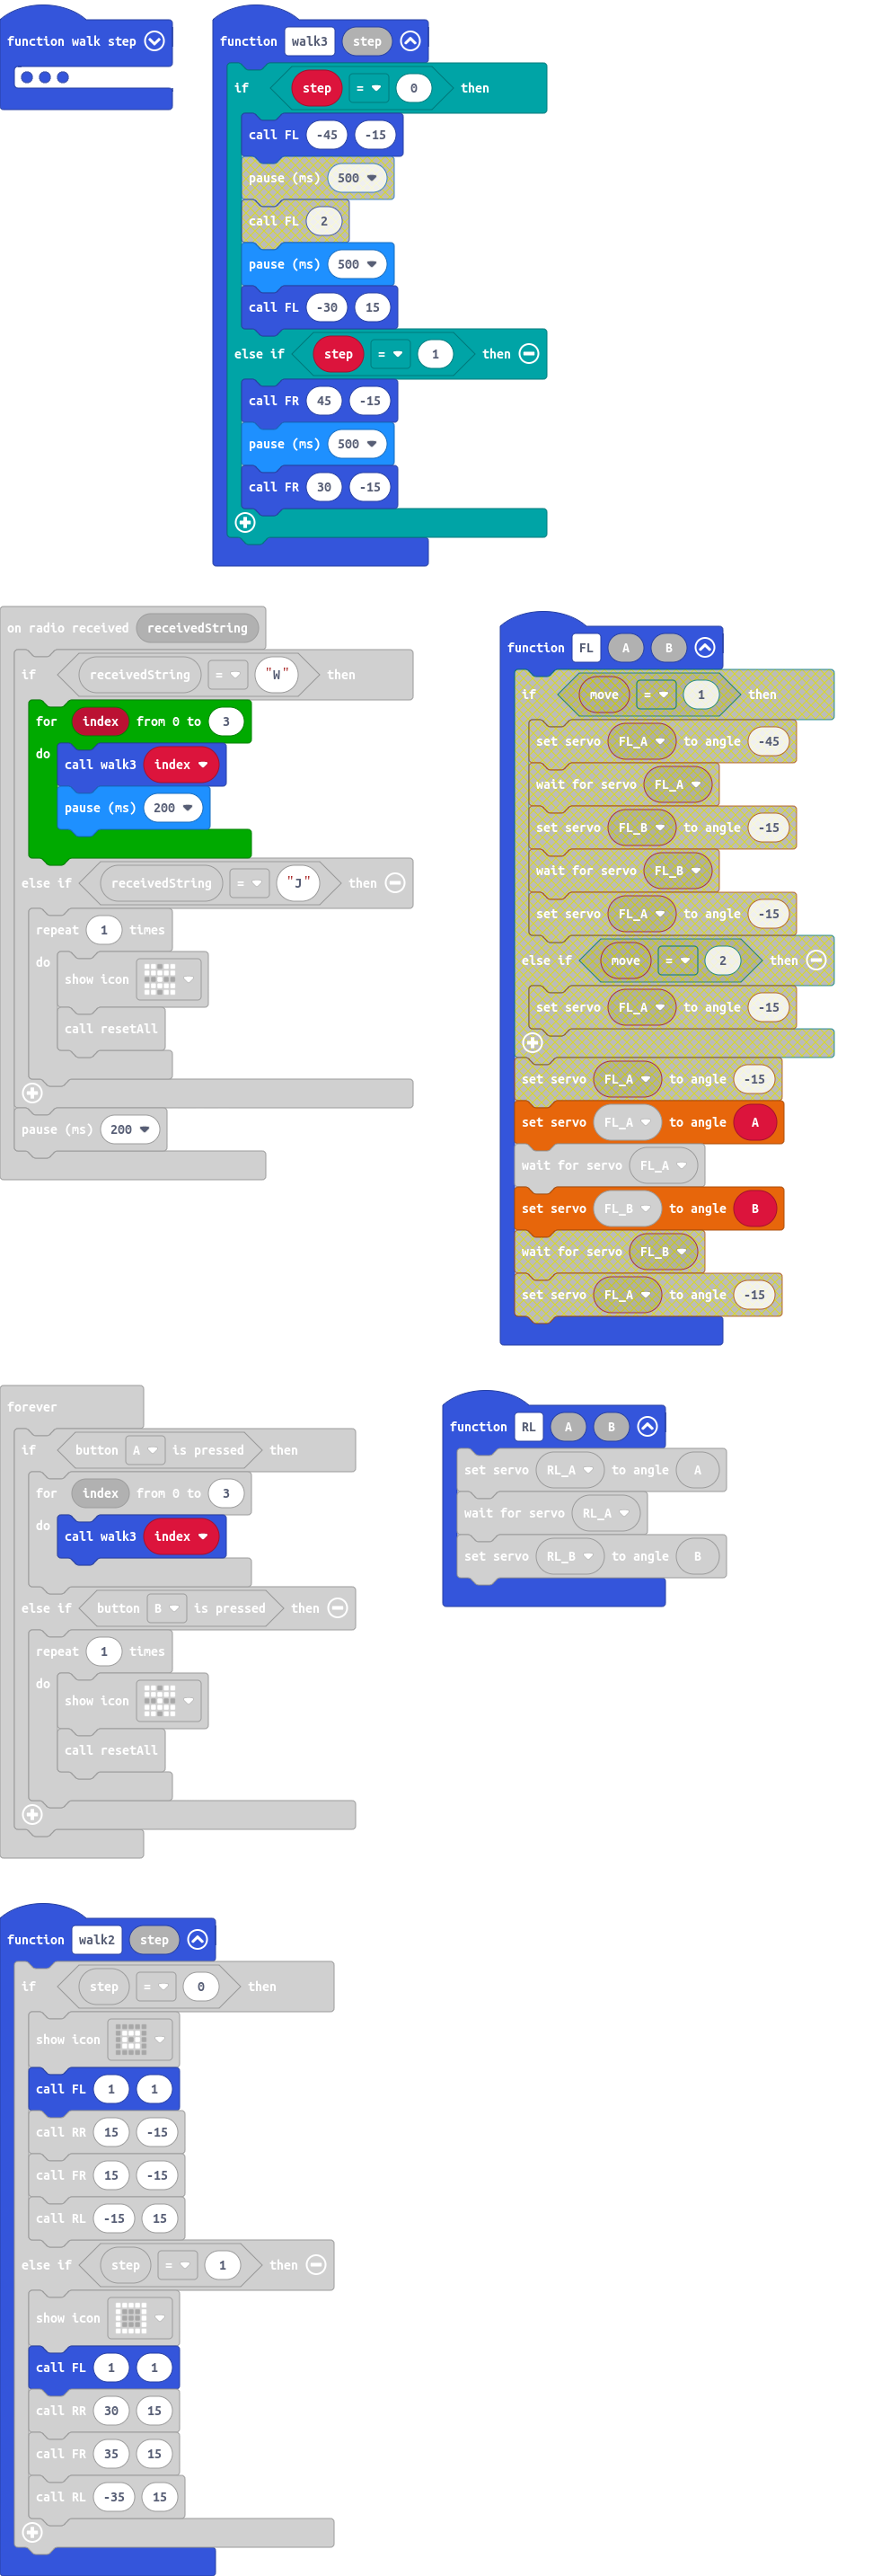 function walk step
function walk3 step
if step = 0 then
call FL -45 -15
pause (ms) 500
call FL 2
pause (ms) 500
call FL -30 15
else if step = 1 then
call FR 45 -15
pause (ms) 500
call FR 30 -15
on radio received receivedString
if receivedString = "W" then
for index from 0 to 3
do call walk3 index
pause (ms) 200
else if receivedString = "J" then
repeat 1 times
do show icon
call resetAll
pause (ms) 200
function FL A B
if move = 1 then
set servo FL_A to angle -45
wait for servo FL_A
set servo FL_B to angle -15
wait for servo FL_B
set servo FL_A to angle -15
else if move = 2 then
set servo FL_A to angle -15
set servo FL_A to angle -15
set servo FL_A to angle A
wait for servo FL_A
set servo FL_B to angle B
wait for servo FL_B
set servo FL_A to angle -15
forever
if button A is pressed then
for index from 0 to 3
do call walk3 index
else if button B is pressed then
repeat 1 times
do show icon
call resetAll
function RL A B
set servo RL_A to angle A
wait for servo RL_A
set servo RL_B to angle B
function walk2 step
if step = 0 then
show icon
call FL 1 1
call RR 15 -15
call FR 15 -15
call RL -15 15
else if step = 1 then
show icon
call FL 1 1
call RR 30 15
call FR 35 15
call RL -35 15